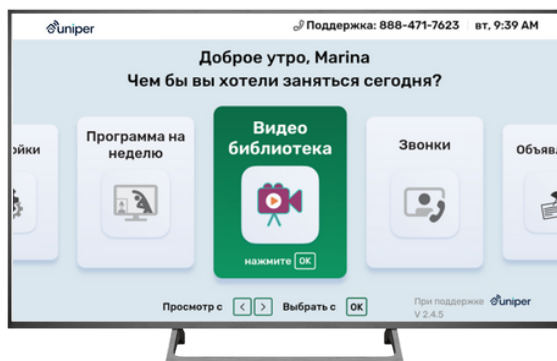 uniper
Поддержка: 888-471-7623 вт, 9:39 AM
Доброе утро, Marina
Чем бы вы хотели заняться сегодня?
ойки
Программа на
неделю
Видео
библиотека
нажмите OK
Звонки
Объяв
Просмотр с < > Выбрать с OK
При поддержке uniper
V 2.4.5